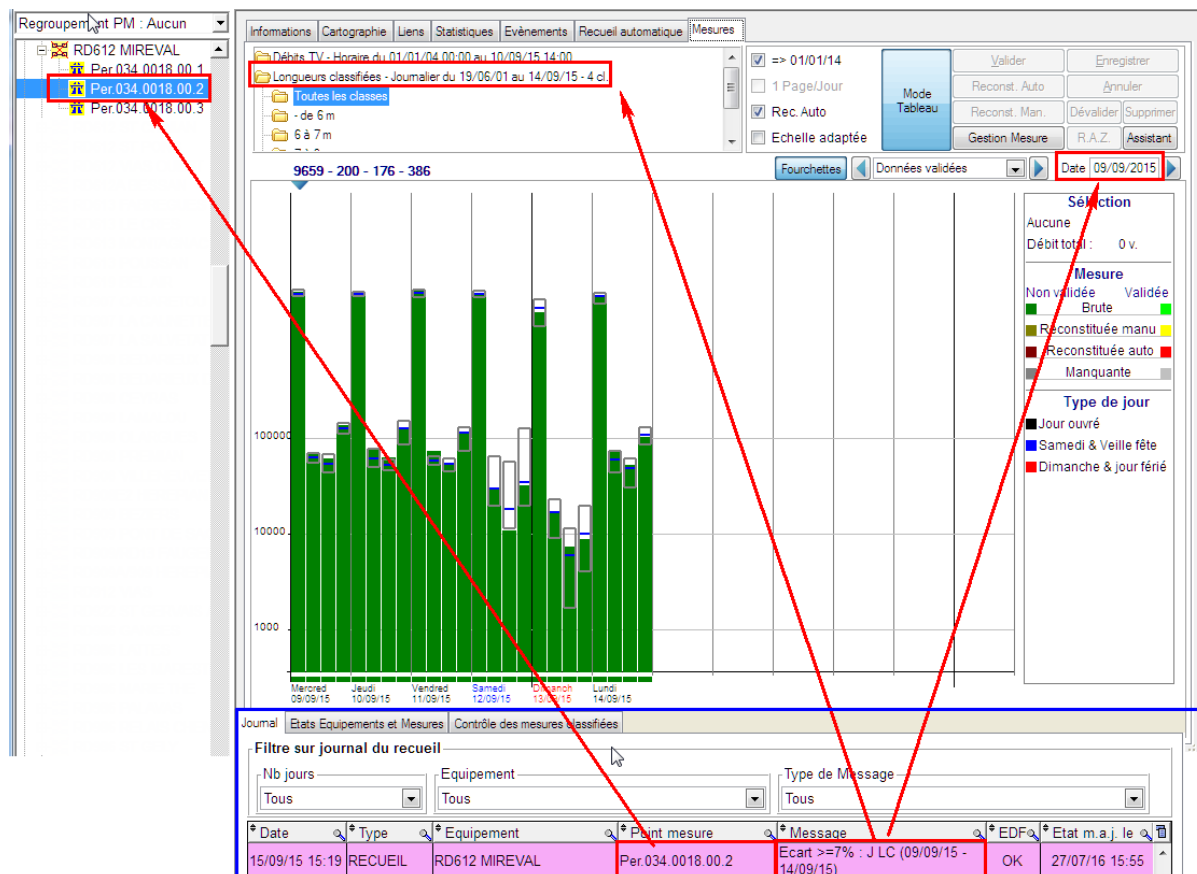 Regroupement PM : Aucun
RD612 MIREVAL
Per.034.0018.00.1
Per.034.0018.00.2
Per.034.0018.00.3
Informations Cartographie Liens Statistiques Evènements Recueil automatique Mesures
Débits TV - Horaire du 01/01/04 00:00 au 10/09/15 14:00
Longueurs classifiées - Journalier du 19/06/01 au 14/09/15 - 4 cl.
Toutes les classes
- de 6 m
6 à 7 m
=> 01/01/14
1 Page/Jour
Rec. Auto
Echelle adaptée
Mode
Tableau
Valider Enregistrer
Reconst. Auto Annuler
Reconst. Man. Dévalider Supprimer
Gestion Mesure R.A.Z. Assistant
9659 - 200 - 176 - 386
Fourchettes Données validées Date 09/09/2015
Sélection
Aucune
Débit total : 0 v.
Mesure
Non validée Validée
Brute
Reconstituée manu
Reconstituée auto
Manquante
Type de jour
Jour ouvré
Samedi & Veille fête
Dimanche & jour férié
100000
10000
1000
Mercred Jeudi Vendred Samedi Dimanch Lundi
09/09/15 10/09/15 11/09/15 12/09/15 13/09/15 14/09/15
Journal Etats Equipements et Mesures Contrôle des mesures classifiées
Filtre sur journal du recueil
Nb jours Equipement Type de Message
Tous Tous Tous
Date Type Equipement Point mesure Message EDF Etat m.a.j. le
15/09/15 15:19 RECUEIL RD612 MIREVAL Per.034.0018.00.2 Ecart >=7% : J LC (09/09/15 - OK 27/07/16 15:55
14/09/15)